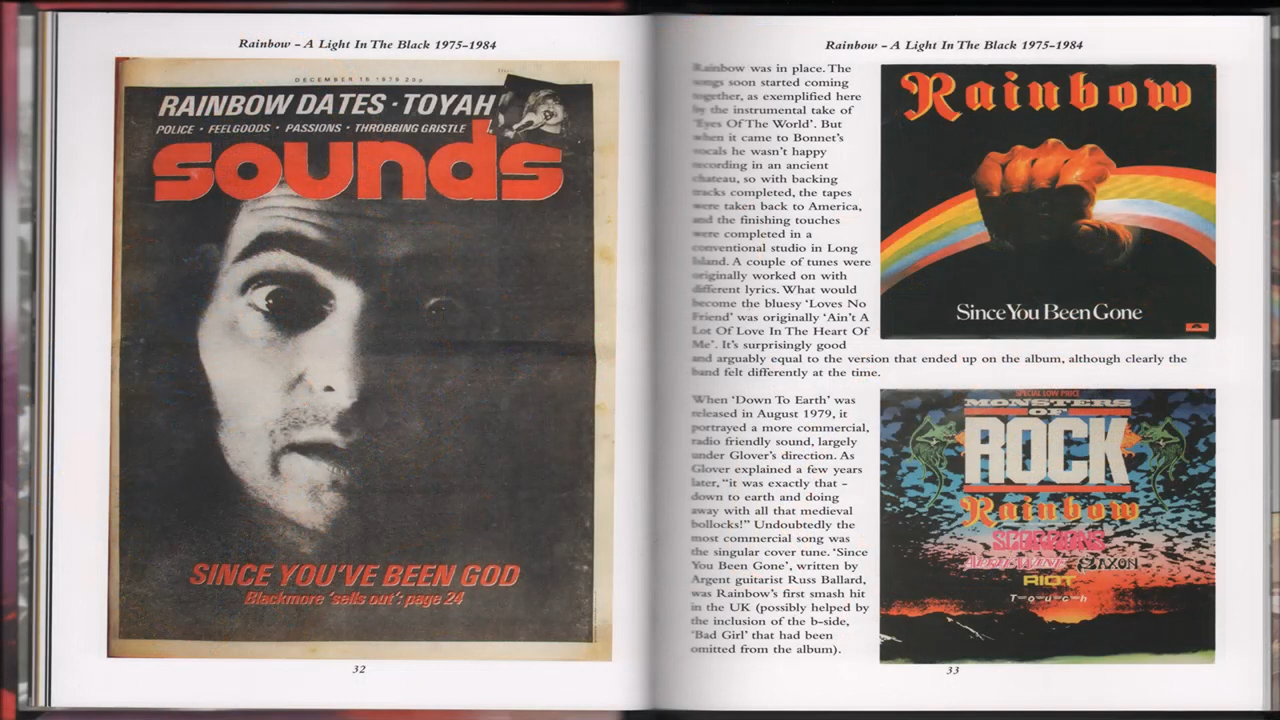 Rainbow - A Light In The Black 1975-1984
DECEMBER 15 1979 20p
RAINBOW DATES · TOYAH
POLICE · FEELGOODS · PASSIONS · THROBBING GRISTLE
sounds
SINCE YOU'VE BEEN GOD
Blackmore 'sells out': page 24
32
Rainbow - A Light In The Black 1975-1984
Rainbow was in place. The
songs soon started coming
together, as exemplified here
by the instrumental take of
'Eyes Of The World'. But
when it came to Bonnet's
vocals he wasn't happy
recording in an ancient
chateau, so with backing
tracks completed, the tapes
were taken back to America,
and the finishing touches
were completed in a
conventional studio in Long
Island. A couple of tunes were
originally worked on with
different lyrics. What would
become the bluesy 'Loves No
Friend' was originally 'Ain't A
Lot Of Love In The Heart Of
Me'. It's surprisingly good
and arguably equal to the version that ended up on the album, although clearly the
band felt differently at the time.
Rainbow
Since You Been Gone
When 'Down To Earth' was
released in August 1979, it
portrayed a more commercial,
radio friendly sound, largely
under Glover's direction. As
Glover explained a few years
later, "it was exactly that -
down to earth and doing
away with all that medieval
bollocks!" Undoubtedly the
most commercial song was
the singular cover tune. 'Since
You Been Gone', written by
Argent guitarist Russ Ballard,
was Rainbow's first smash hit
in the UK (possibly helped by
the inclusion of the b-side,
'Bad Girl' that had been
omitted from the album).
SPECIAL LOW PRICE
MONSTERS
OF
ROCK
Rainbow
SCORPIONS
APRIL WINE SAXON
RIOT
Touch
33